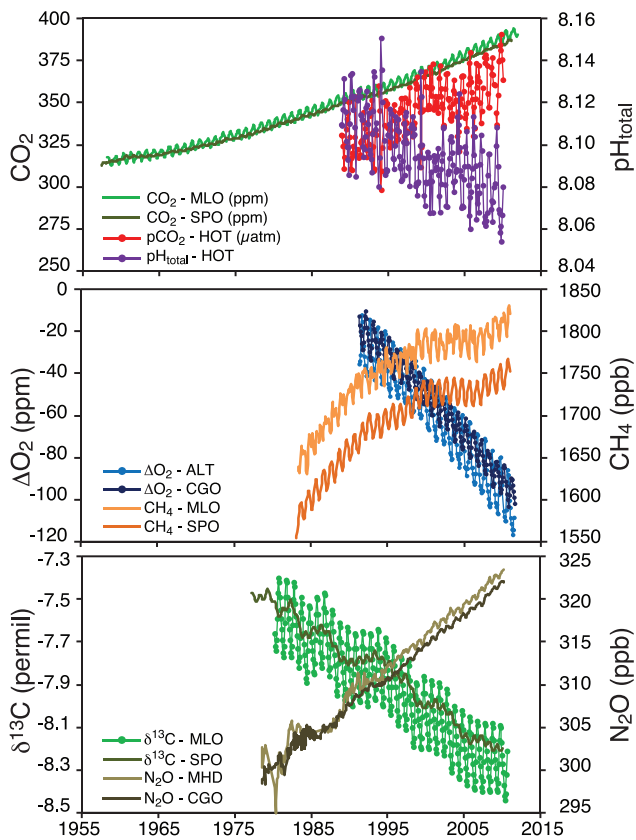 400
375
350
325
300
275
250
CO₂
8.16
8.14
8.12
8.10
8.08
8.06
8.04
pHtotal
CO₂ - MLO (ppm)
CO₂ - SPO (ppm)
pCO₂ - HOT (µatm)
pHtotal - HOT
0
-20
-40
-60
-80
-100
-120
ΔO₂ (ppm)
1850
1800
1750
1700
1650
1600
1550
CH₄ (ppb)
ΔO₂ - ALT
ΔO₂ - CGO
CH₄ - MLO
CH₄ - SPO
-7.3
-7.5
-7.7
-7.9
-8.1
-8.3
-8.5
δ¹³C (permil)
325
320
315
310
305
300
295
N₂O (ppb)
δ¹³C - MLO
δ¹³C - SPO
N₂O - MHD
N₂O - CGO
1955 1965 1975 1985 1995 2005 2015